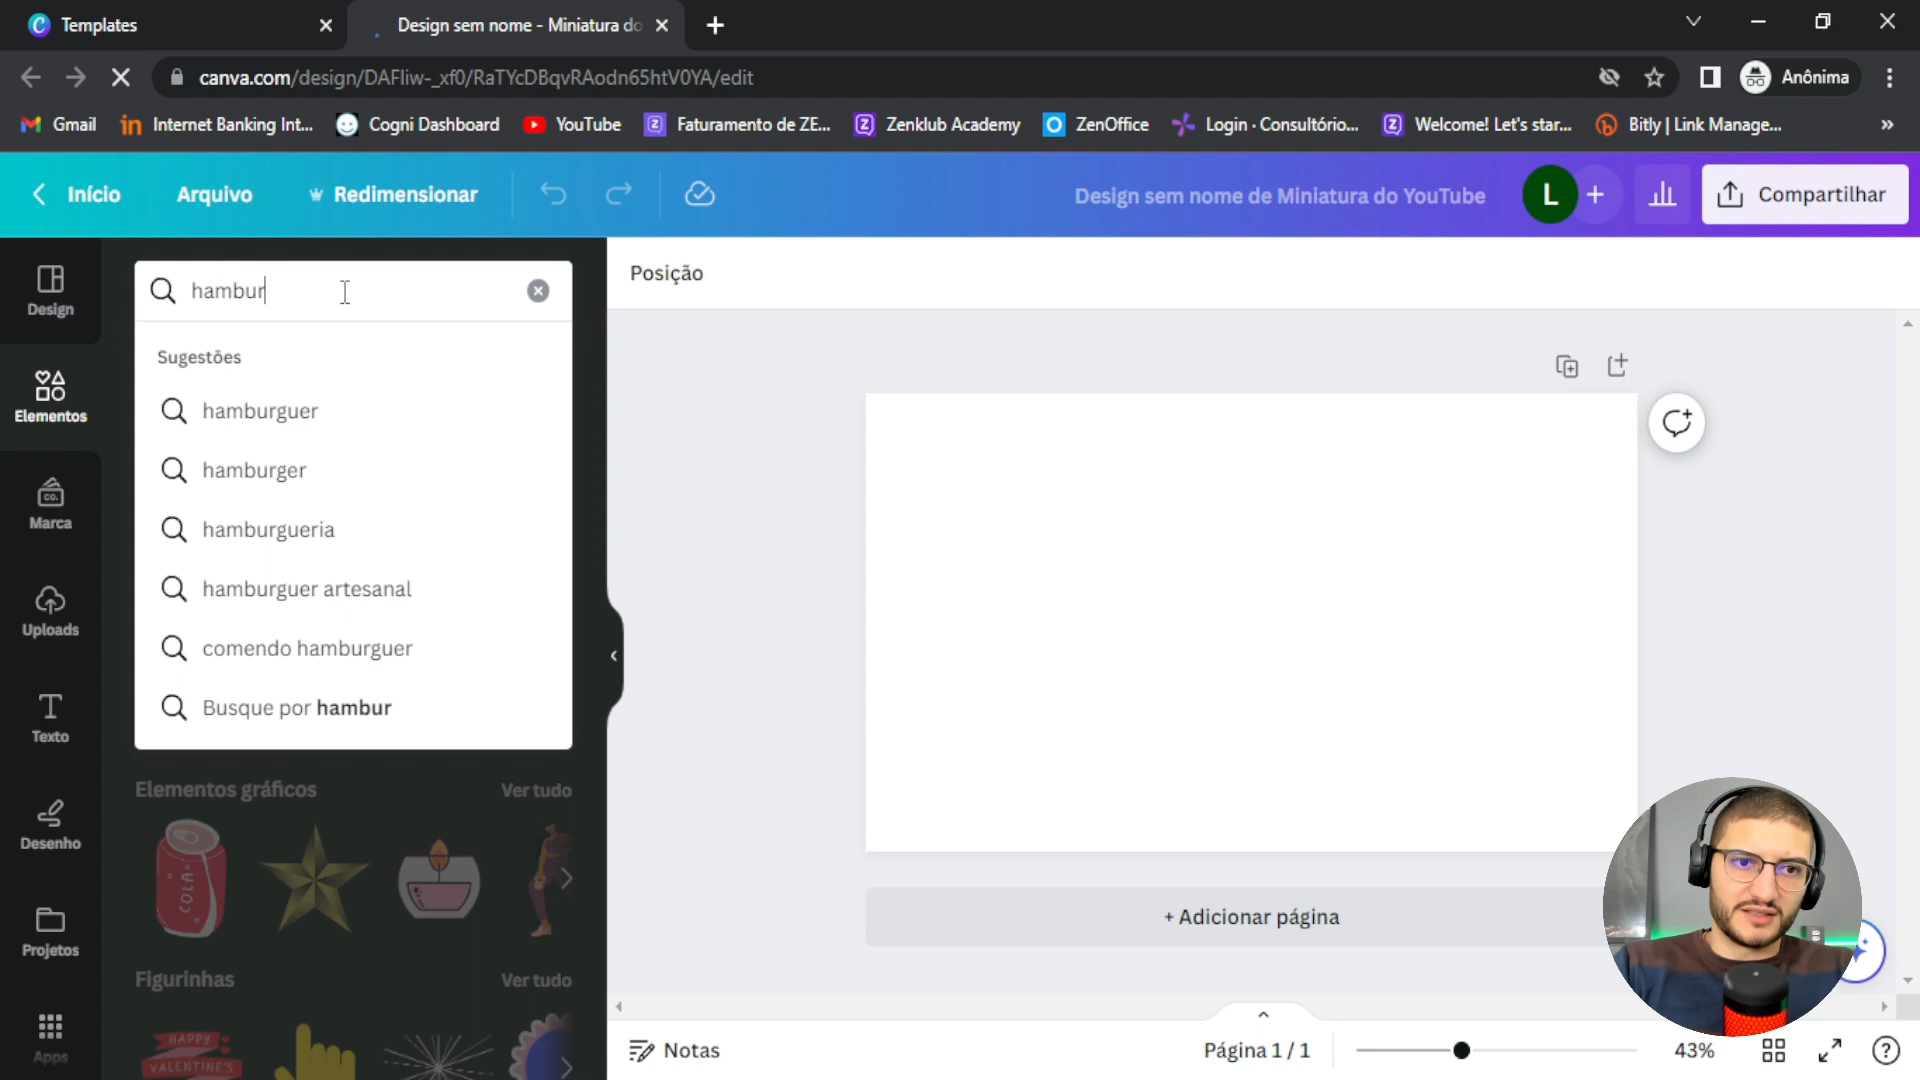 Templates
Design sem nome - Miniatura do
canva.com/design/DAFliw-_xf0/RaTYcDBqvRAodn65htV0YA/edit
Anônima
Gmail
Internet Banking Int...
Cogni Dashboard
YouTube
Faturamento de ZE...
Zenklub Academy
ZenOffice
Login · Consultório...
Welcome! Let's star...
Bitly | Link Manage...
Início
Arquivo
Redimensionar
Design sem nome de Miniatura do YouTube
L
Compartilhar
Design
Elementos
CO.
Marca
Uploads
Texto
Desenho
Projetos
Apps
hambur
Sugestões
hamburguer
hamburger
hamburgueria
hamburguer artesanal
comendo hamburguer
Busque por hambur
Elementos gráficos
Ver tudo
COLA
Figurinhas
Ver tudo
HAPPY
VALENTINE'S
Posição
+ Adicionar página
Notas
Página 1 / 1
43%